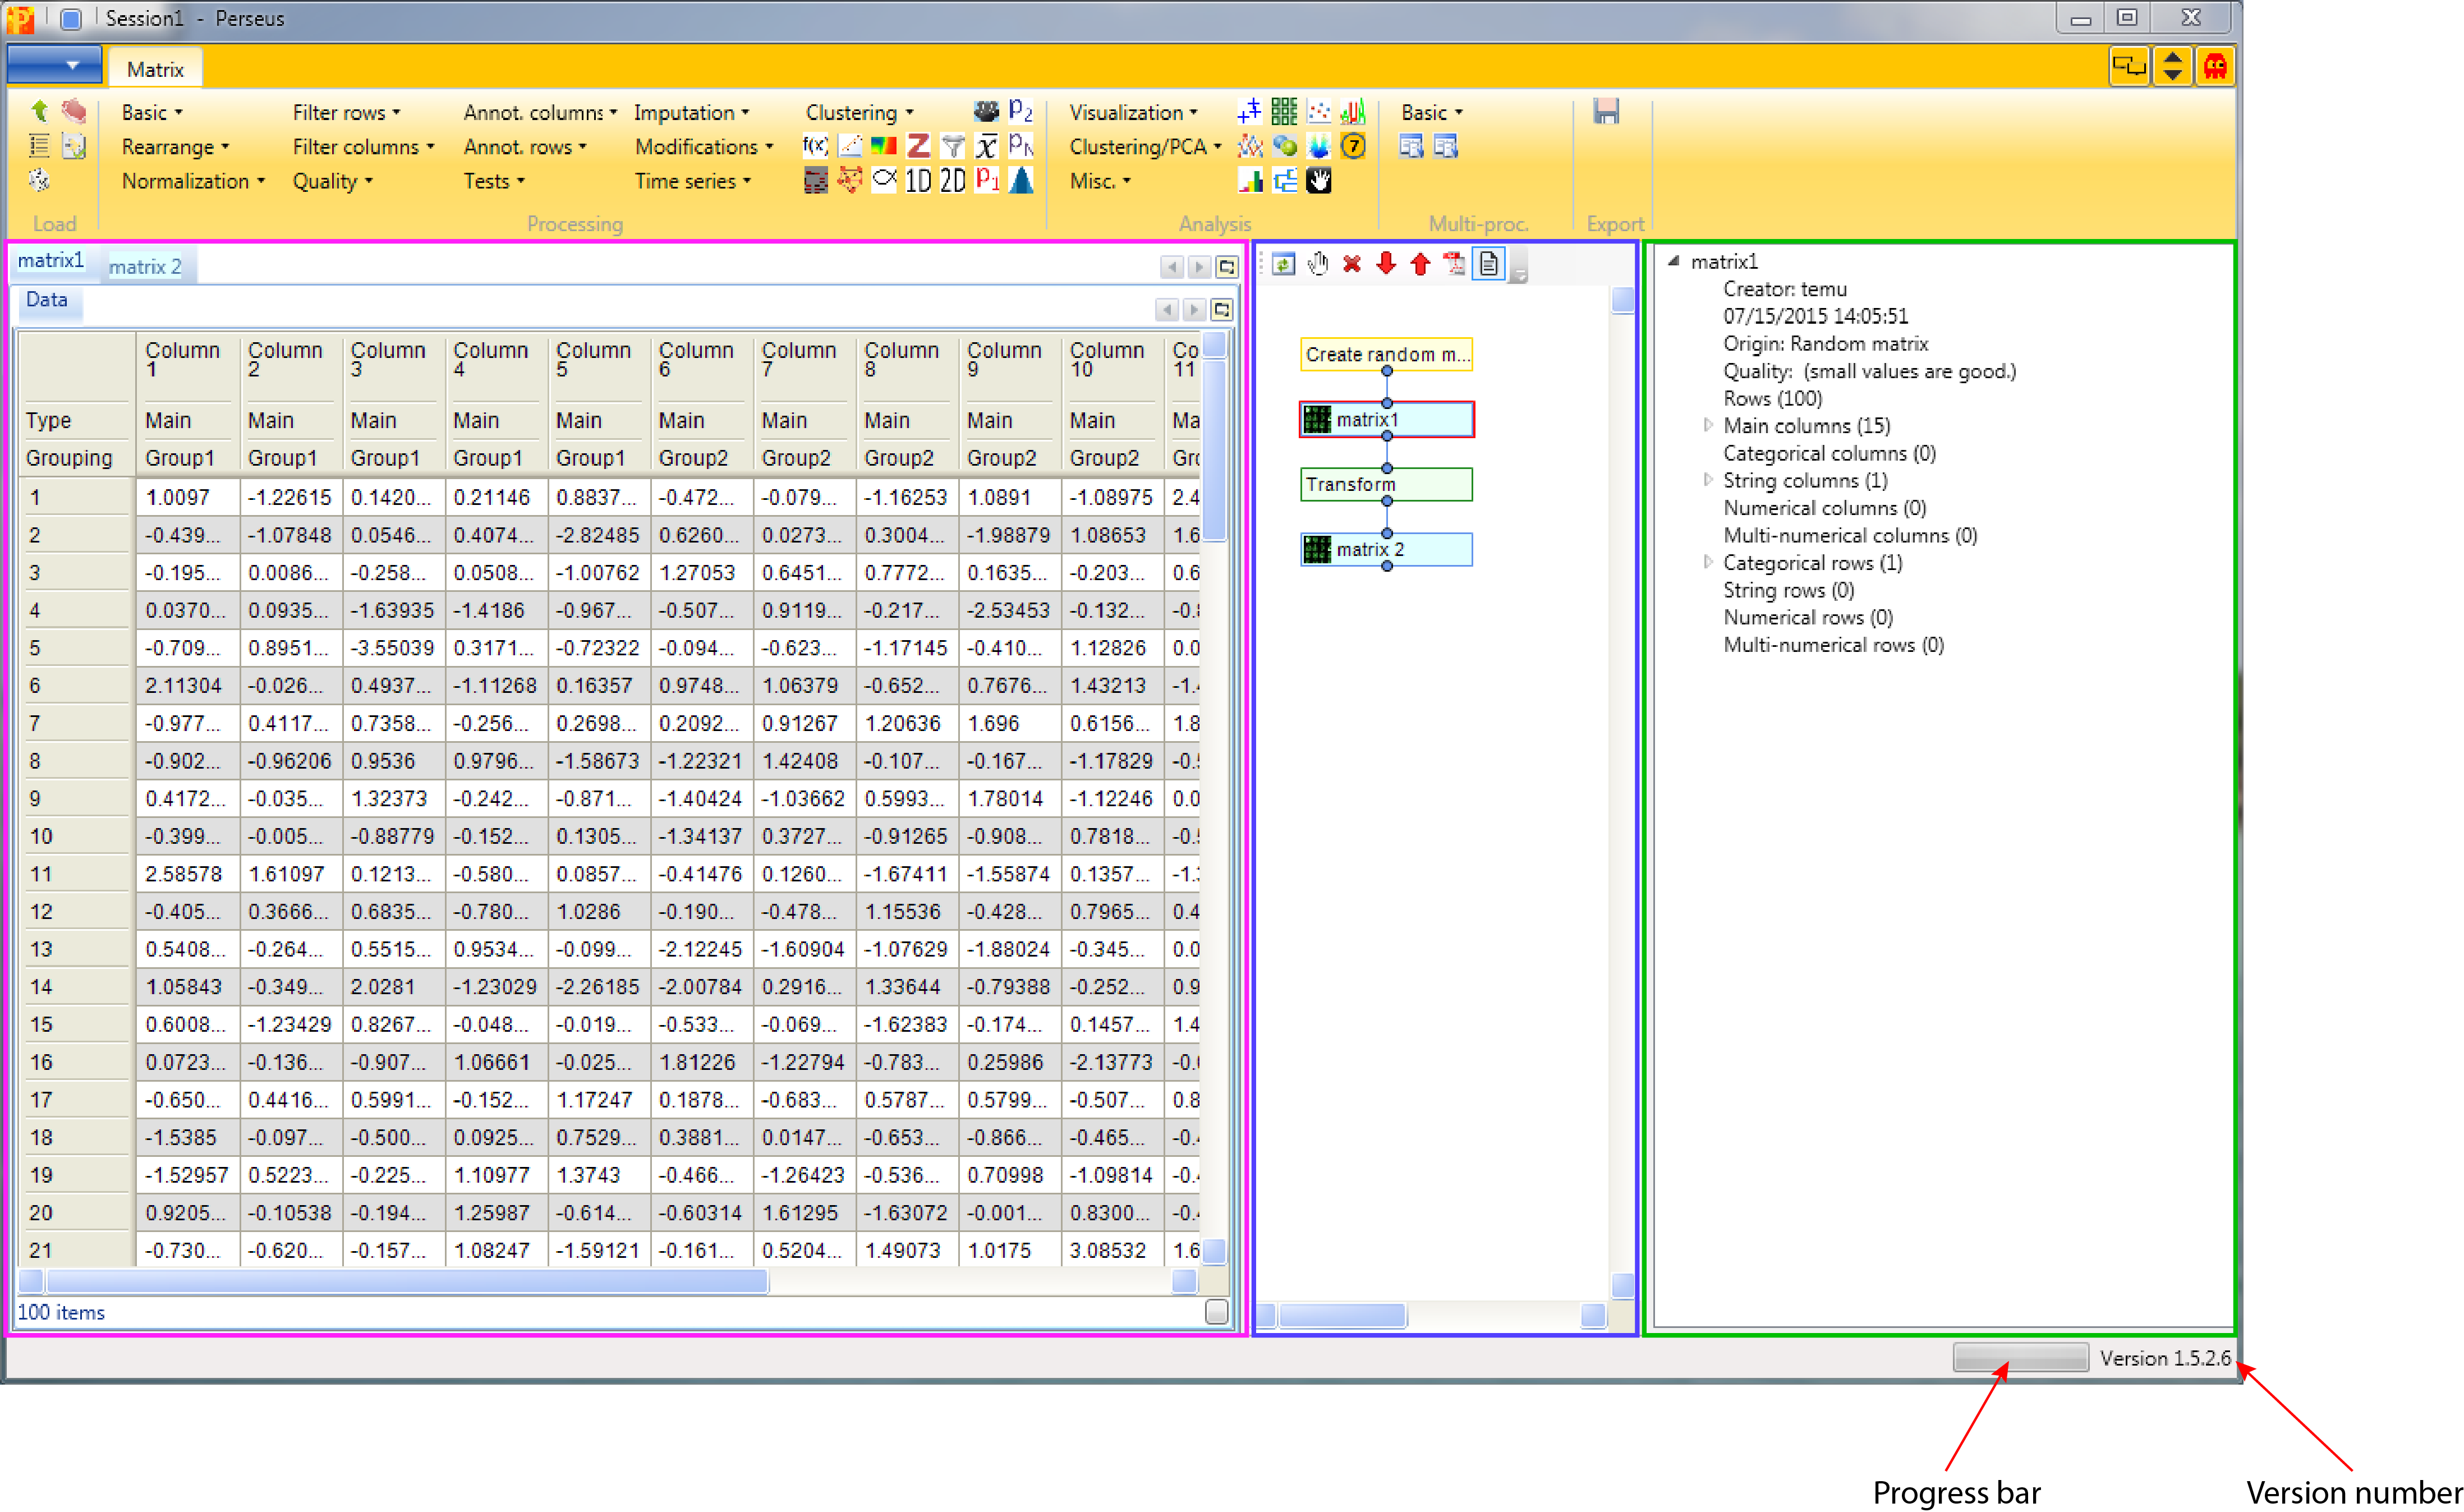 Session1 - Perseus
Matrix
Basic Filter rows Annot. columns Imputation Clustering p2 Visualization Basic
Rearrange Filter columns Annot. rows Modifications f(x) Z x pN Clustering/PCA 7
Normalization Quality Tests Time series 1D 2D p1 Misc.
Load Processing Analysis Multi-proc. Export
matrix1 matrix 2
Data
Column 1 Column 2 Column 3 Column 4 Column 5 Column 6 Column 7 Column 8 Column 9 Column 10 Co 11
Type Main Main Main Main Main Main Main Main Main Main Ma
Grouping Group1 Group1 Group1 Group1 Group1 Group2 Group2 Group2 Group2 Group2 Gr
1 1.0097 -1.22615 0.1420... 0.21146 0.8837... -0.472... -0.079... -1.16253 1.0891 -1.08975 2.4
2 -0.439... -1.07848 0.0546... 0.4074... -2.82485 0.6260... 0.0273... 0.3004... -1.98879 1.08653 1.6
3 -0.195... 0.0086... -0.258... 0.0508... -1.00762 1.27053 0.6451... 0.7772... 0.1635... -0.203... 0.6
4 0.0370... 0.0935... -1.63935 -1.4186 -0.967... -0.507... 0.9119... -0.217... -2.53453 -0.132... -0.
5 -0.709... 0.8951... -3.55039 0.3171... -0.72322 -0.094... -0.623... -1.17145 -0.410... 1.12826 0.0
6 2.11304 -0.026... 0.4937... -1.11268 0.16357 0.9748... 1.06379 -0.652... 0.7676... 1.43213 -1.
7 -0.977... 0.4117... 0.7358... -0.256... 0.2698... 0.2092... 0.91267 1.20636 1.696 0.6156... 1.8
8 -0.902... -0.96206 0.9536 0.9796... -1.58673 -1.22321 1.42408 -0.107... -0.167... -1.17829 -0.
9 0.4172... -0.035... 1.32373 -0.242... -0.871... -1.40424 -1.03662 0.5993... 1.78014 -1.12246 0.0
10 -0.399... -0.005... -0.88779 -0.152... 0.1305... -1.34137 0.3727... -0.91265 -0.908... 0.7818... -0.
11 2.58578 1.61097 0.1213... -0.580... 0.0857... -0.41476 0.1260... -1.67411 -1.55874 0.1357... -1.
12 -0.405... 0.3666... 0.6835... -0.780... 1.0286 -0.190... -0.478... 1.15536 -0.428... 0.7965... 0.4
13 0.5408... -0.264... 0.5515... 0.9534... -0.099... -2.12245 -1.60904 -1.07629 -1.88024 -0.345... 0.0
14 1.05843 -0.349... 2.0281 -1.23029 -2.26185 -2.00784 0.2916... 1.33644 -0.79388 -0.252... 0.9
15 0.6008... -1.23429 0.8267... -0.048... -0.019... -0.533... -0.069... -1.62383 -0.174... 0.1457... 1.4
16 0.0723... -0.136... -0.907... 1.06661 -0.025... 1.81226 -1.22794 -0.783... 0.25986 -2.13773 -0.
17 -0.650... 0.4416... 0.5991... -0.152... 1.17247 0.1878... -0.683... 0.5787... 0.5799... -0.507... 0.8
18 -1.5385 -0.097... -0.500... 0.0925... 0.7529... 0.3881... 0.0147... -0.653... -0.866... -0.465... -0.
19 -1.52957 0.5223... -0.225... 1.10977 1.3743 -0.466... -1.26423 -0.536... 0.70998 -1.09814 -0.
20 0.9205... -0.10538 -0.194... 1.25987 -0.614... -0.60314 1.61295 -1.63072 -0.001... 0.8300... -0.
21 -0.730... -0.620... -0.157... 1.08247 -1.59121 -0.161... 0.5204... 1.49073 1.0175 3.08532 1.6
100 items
Create random m...
matrix1
Transform
matrix 2
matrix1
Creator: temu
07/15/2015 14:05:51
Origin: Random matrix
Quality: (small values are good.)
Rows (100)
Main columns (15)
Categorical columns (0)
String columns (1)
Numerical columns (0)
Multi-numerical columns (0)
Categorical rows (1)
String rows (0)
Numerical rows (0)
Multi-numerical rows (0)
Version 1.5.2.6
Progress bar
Version number